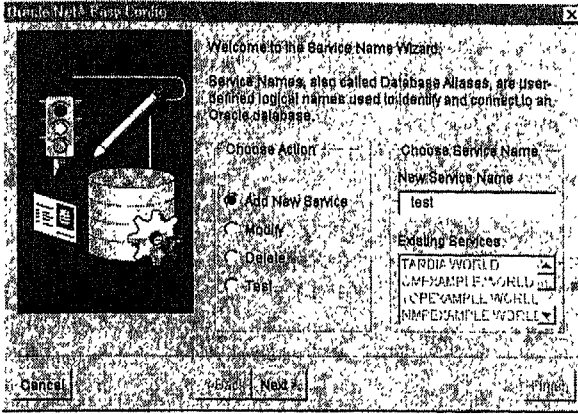 Oracle Net8 Easy Config
Welcome to the Service Name Wizard.
Service Names, also called Database Aliases, are user-
defined logical names used to identify and connect to an
Oracle database.
Choose Action
Add New Service
Modify
Delete
Test
Choose Service Name
New Service Name
test
Existing Services
TARDIA.WORLD
Cancel
Back
Next